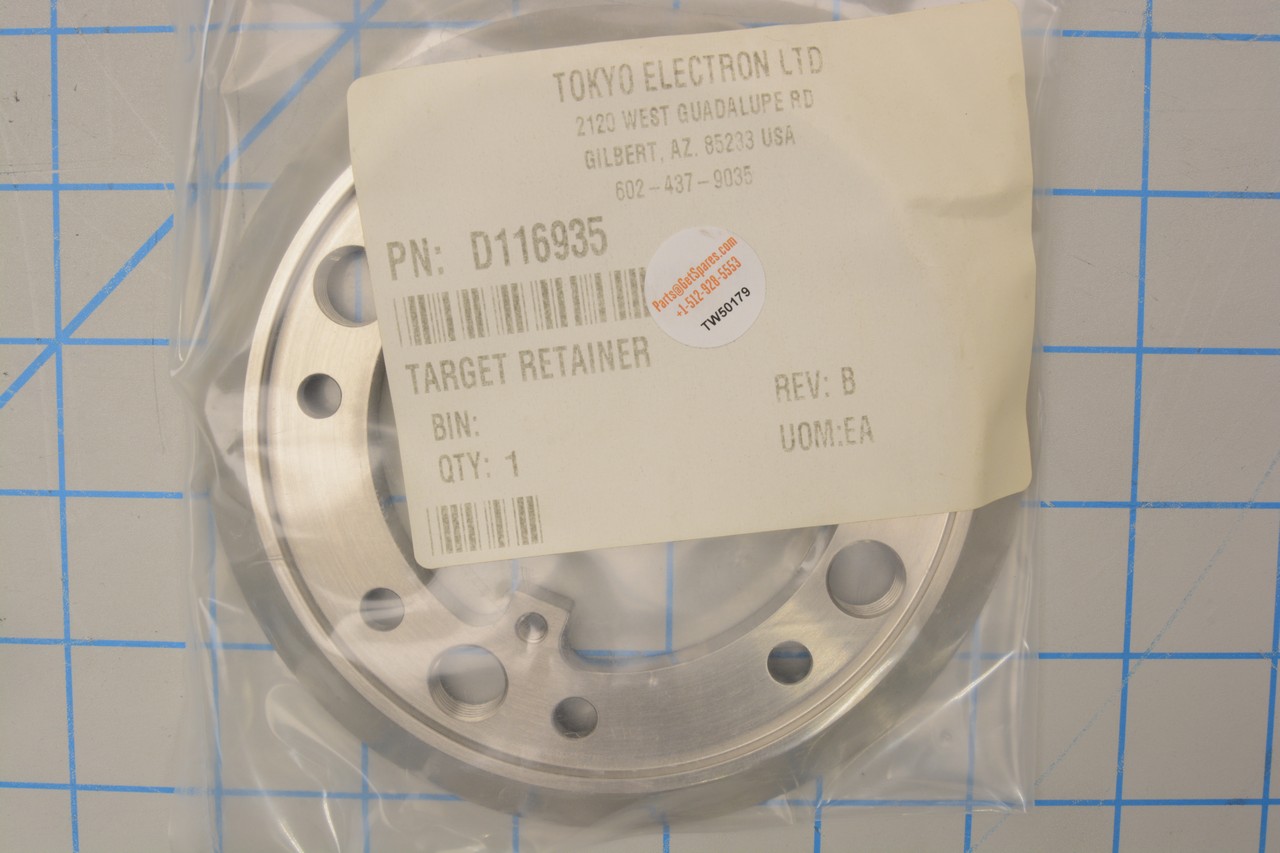 TOKYO ELECTRON LTD
2120 WEST GUADALUPE RD
GILBERT, AZ. 85233 USA
602-437-9035
PN: D116935
Parts@GetSpares.com
+1-512-928-5553
TW50179
TARGET RETAINER
REV: B
BIN:
UOM:EA
QTY: 1